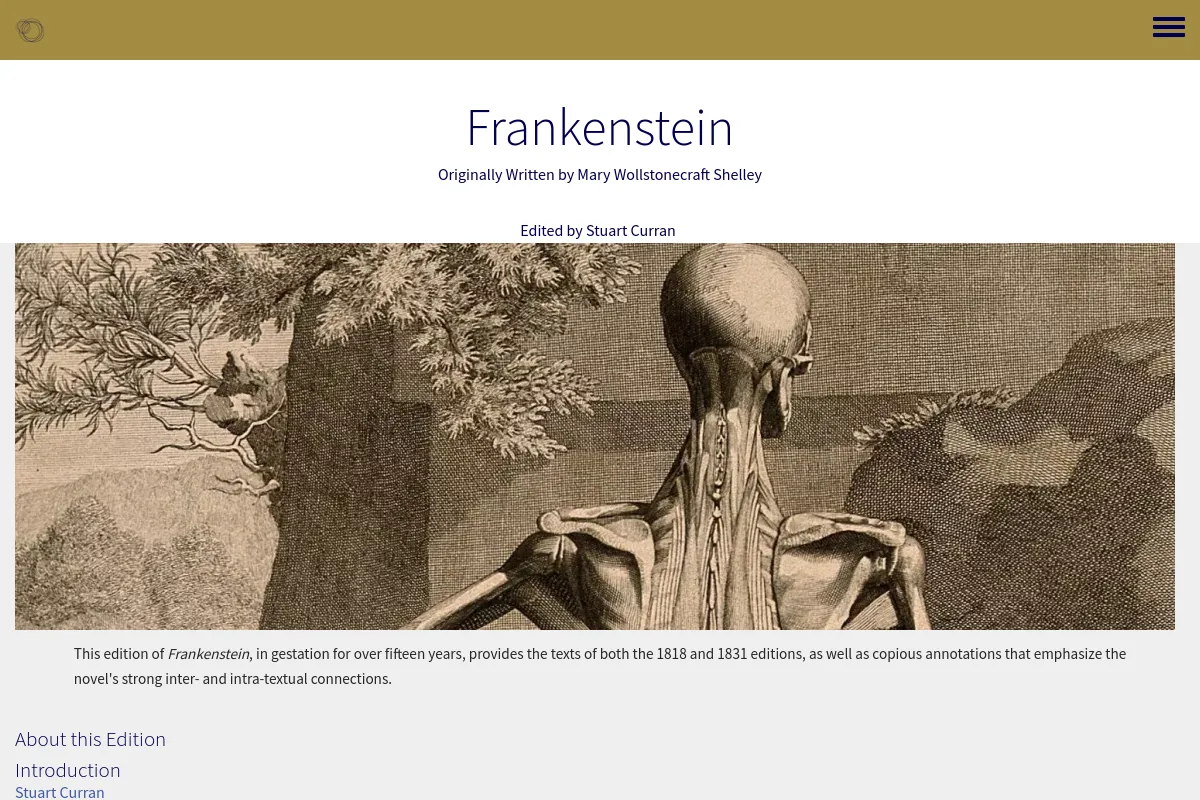 Frankenstein
Originally Written by Mary Wollstonecraft Shelley
Edited by Stuart Curran
This edition of Frankenstein, in gestation for over fifteen years, provides the texts of both the 1818 and 1831 editions, as well as copious annotations that emphasize the
novel's strong inter- and intra-textual connections.
About this Edition
Introduction
Stuart Curran